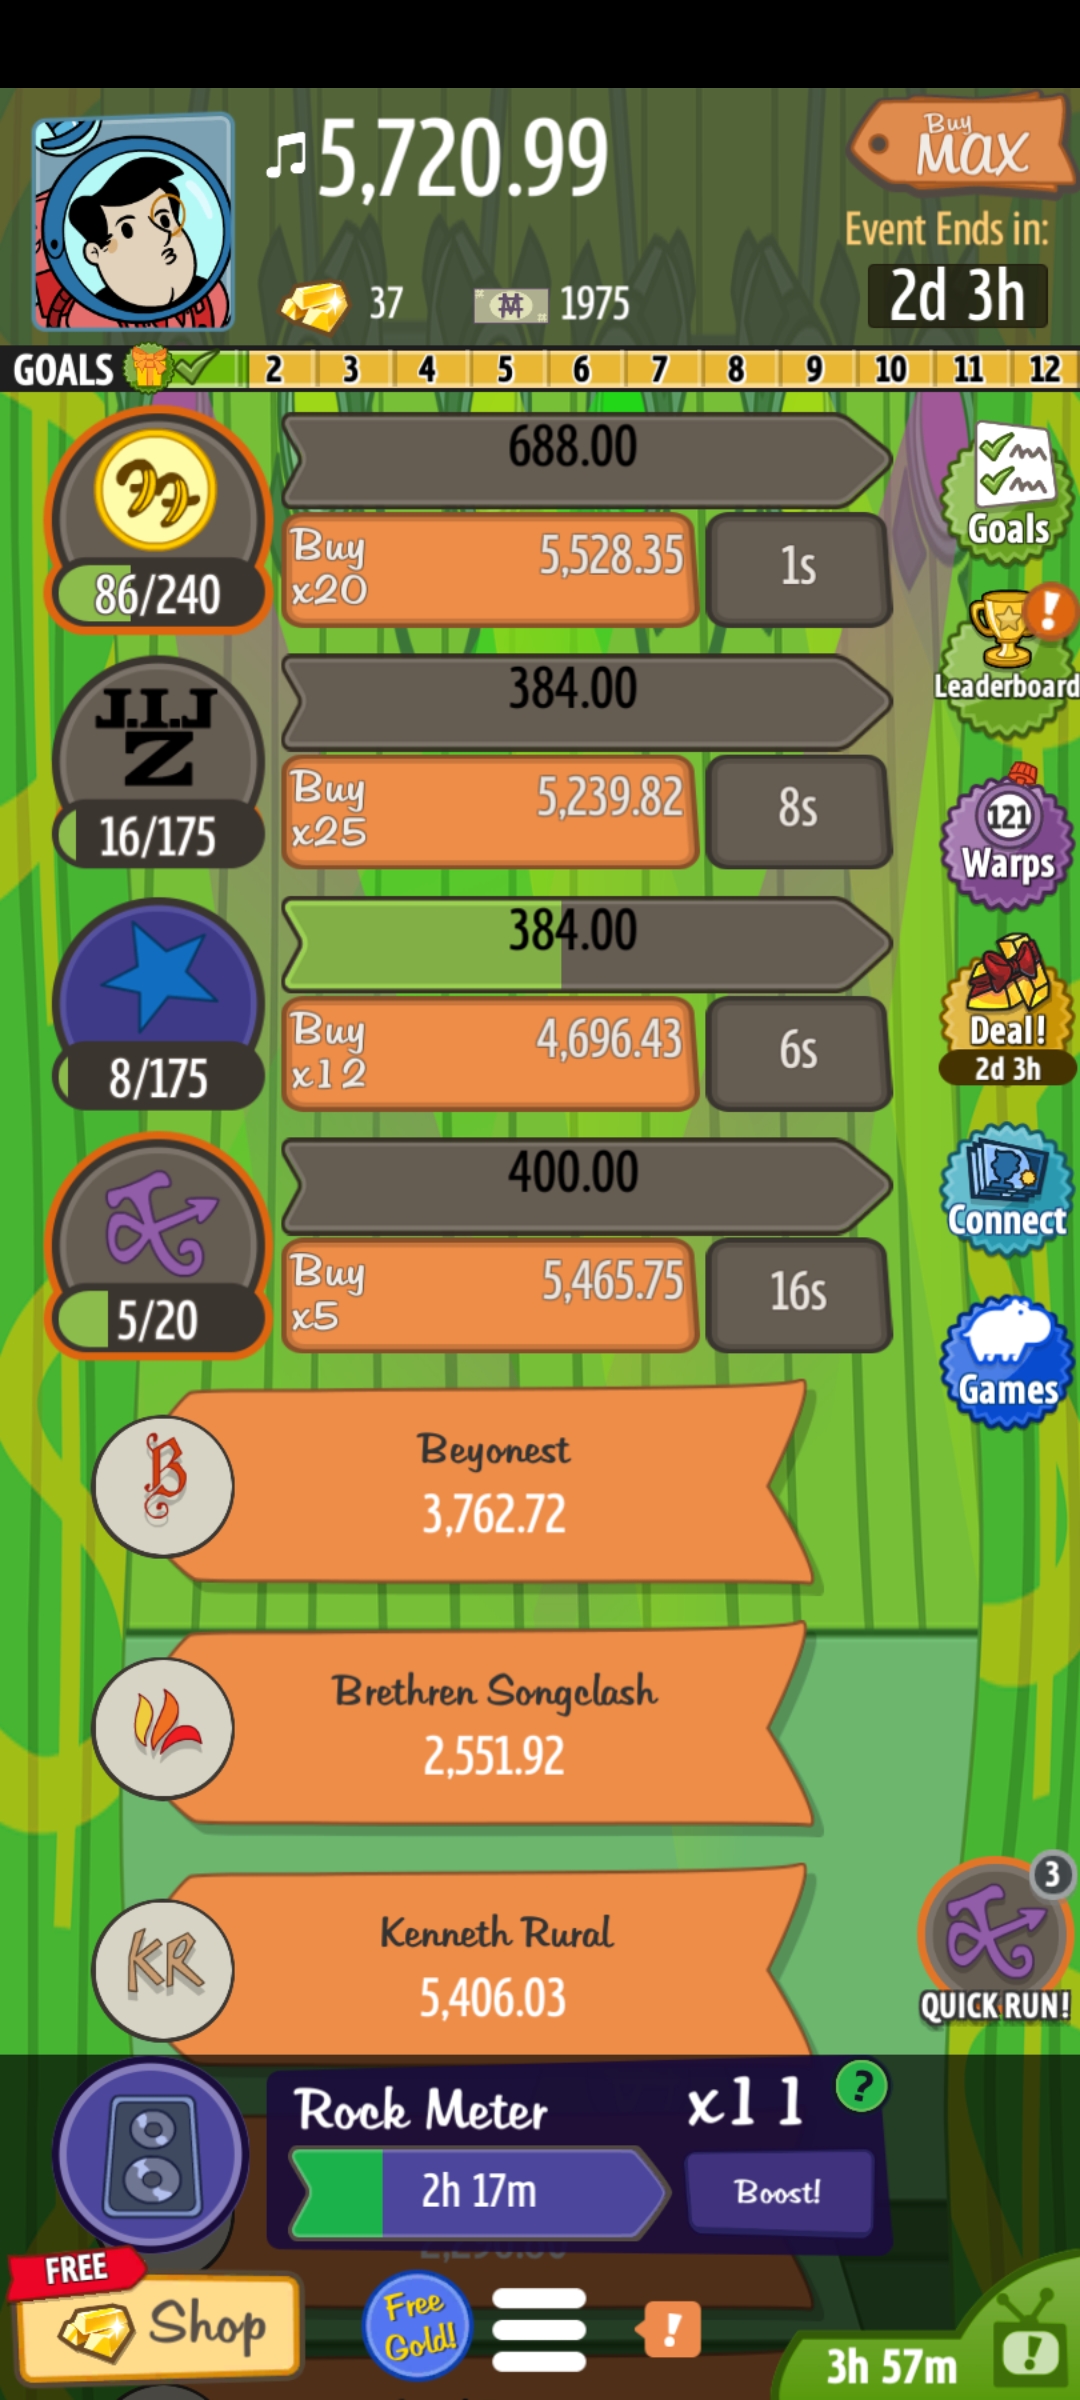 ♫5,720.99
Buy
MAX
Event Ends in:
37
1975
2d 3h
GOALS 2 3 4 5 6 7 8 9 10 11 12
688.00
Buy
x20
5,528.35
1s
86/240
Goals
J.I.J
Z
384.00
Buy
x25
5,239.82
8s
16/175
!
Leaderboard
121
Warps
384.00
Buy
x12
4,696.43
6s
8/175
Deal!
2d 3h
400.00
Buy
x5
5,465.75
16s
5/20
Connect
Games
B
Beyonest
3,762.72
Brethren Songclash
2,551.92
KR
Kenneth Rural
5,406.03
3
QUICK RUN!
Rock Meter
x11
?
2h 17m
Boost!
FREE
Shop
Free
Gold!
!
3h 57m
!